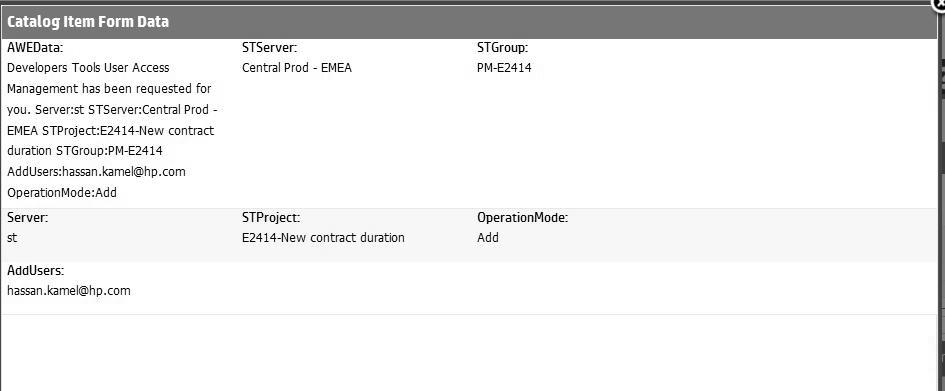 Catalog Item Form Data
AWEData: STServer: STGroup:
Developers Tools User Access Central Prod - EMEA PM-E2414
Management has been requested for
you. Server:st STServer:Central Prod -
EMEA STProject:E2414-New contract
duration STGroup:PM-E2414
AddUsers:hassan.kamel@hp.com
OperationMode:Add
Server: STProject: OperationMode:
st E2414-New contract duration Add
AddUsers:
hassan.kamel@hp.com